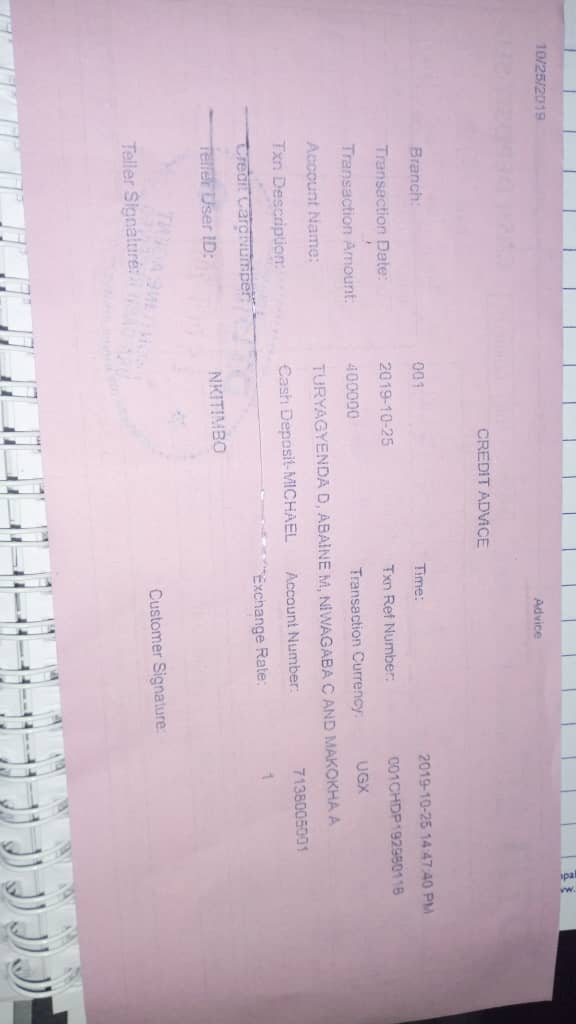 10/25/2019 Advice
CREDIT ADVICE
Branch: 001 Time: 2019-10-25 14:47:40 PM
Transaction Date: 2019-10-25 Txn Ref Number: 001CHDP192980118
Transaction Amount: 400000 Transaction Currency: UGX
Account Name: TURYAGYENDA D, ABAINE M, NIWAGABA C AND MAKOKHA A
Txn Description: Cash Deposit-MICHAEL Account Number: 7138005001
Credit CardNumber: Exchange Rate: 1
Teller User ID: NKITIMBO
Customer Signature:
Teller Signature: